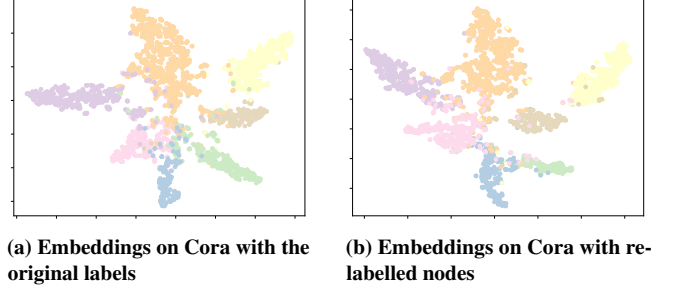 (a) Embeddings on Cora with the
original labels
(b) Embeddings on Cora with re-
labelled nodes